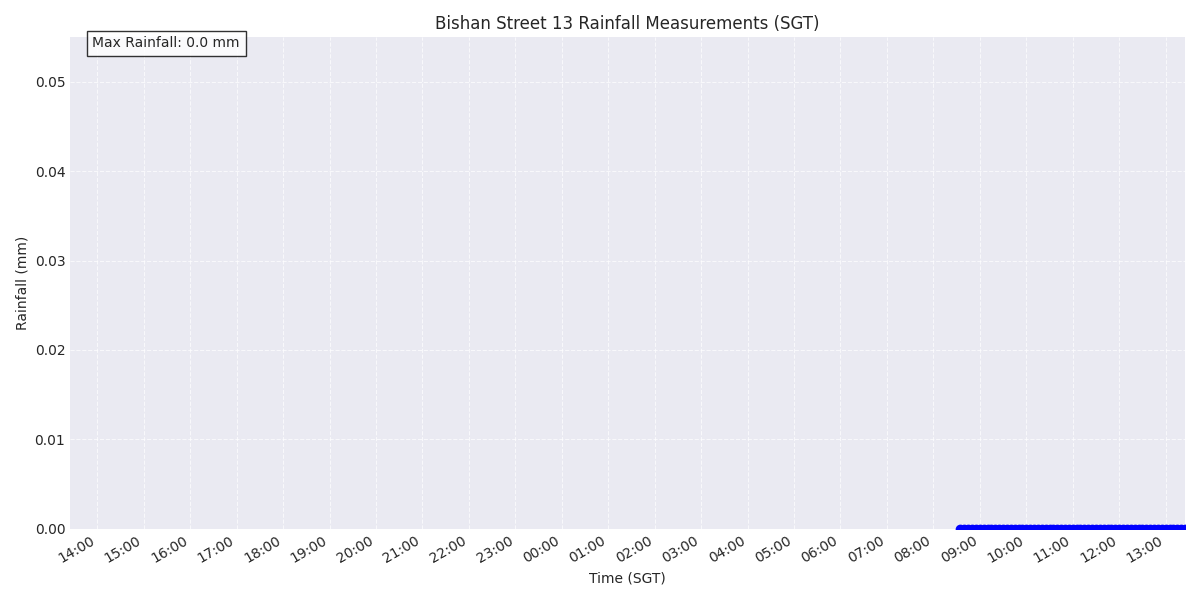 Bishan Street 13 Rainfall Measurements (SGT)
Max Rainfall: 0.0 mm
0.05
0.04
0.03
0.02
0.01
0.00
Rainfall (mm)
14:00 15:00 16:00 17:00 18:00 19:00 20:00 21:00 22:00 23:00 00:00 01:00 02:00 03:00 04:00 05:00 06:00 07:00 08:00 09:00 10:00 11:00 12:00 13:00
Time (SGT)